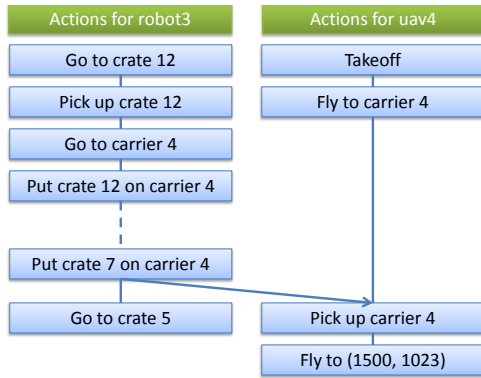 Actions for robot3
Go to crate 12
Pick up crate 12
Go to carrier 4
Put crate 12 on carrier 4
Put crate 7 on carrier 4
Go to crate 5
Actions for uav4
Takeoff
Fly to carrier 4
Pick up carrier 4
Fly to (1500, 1023)